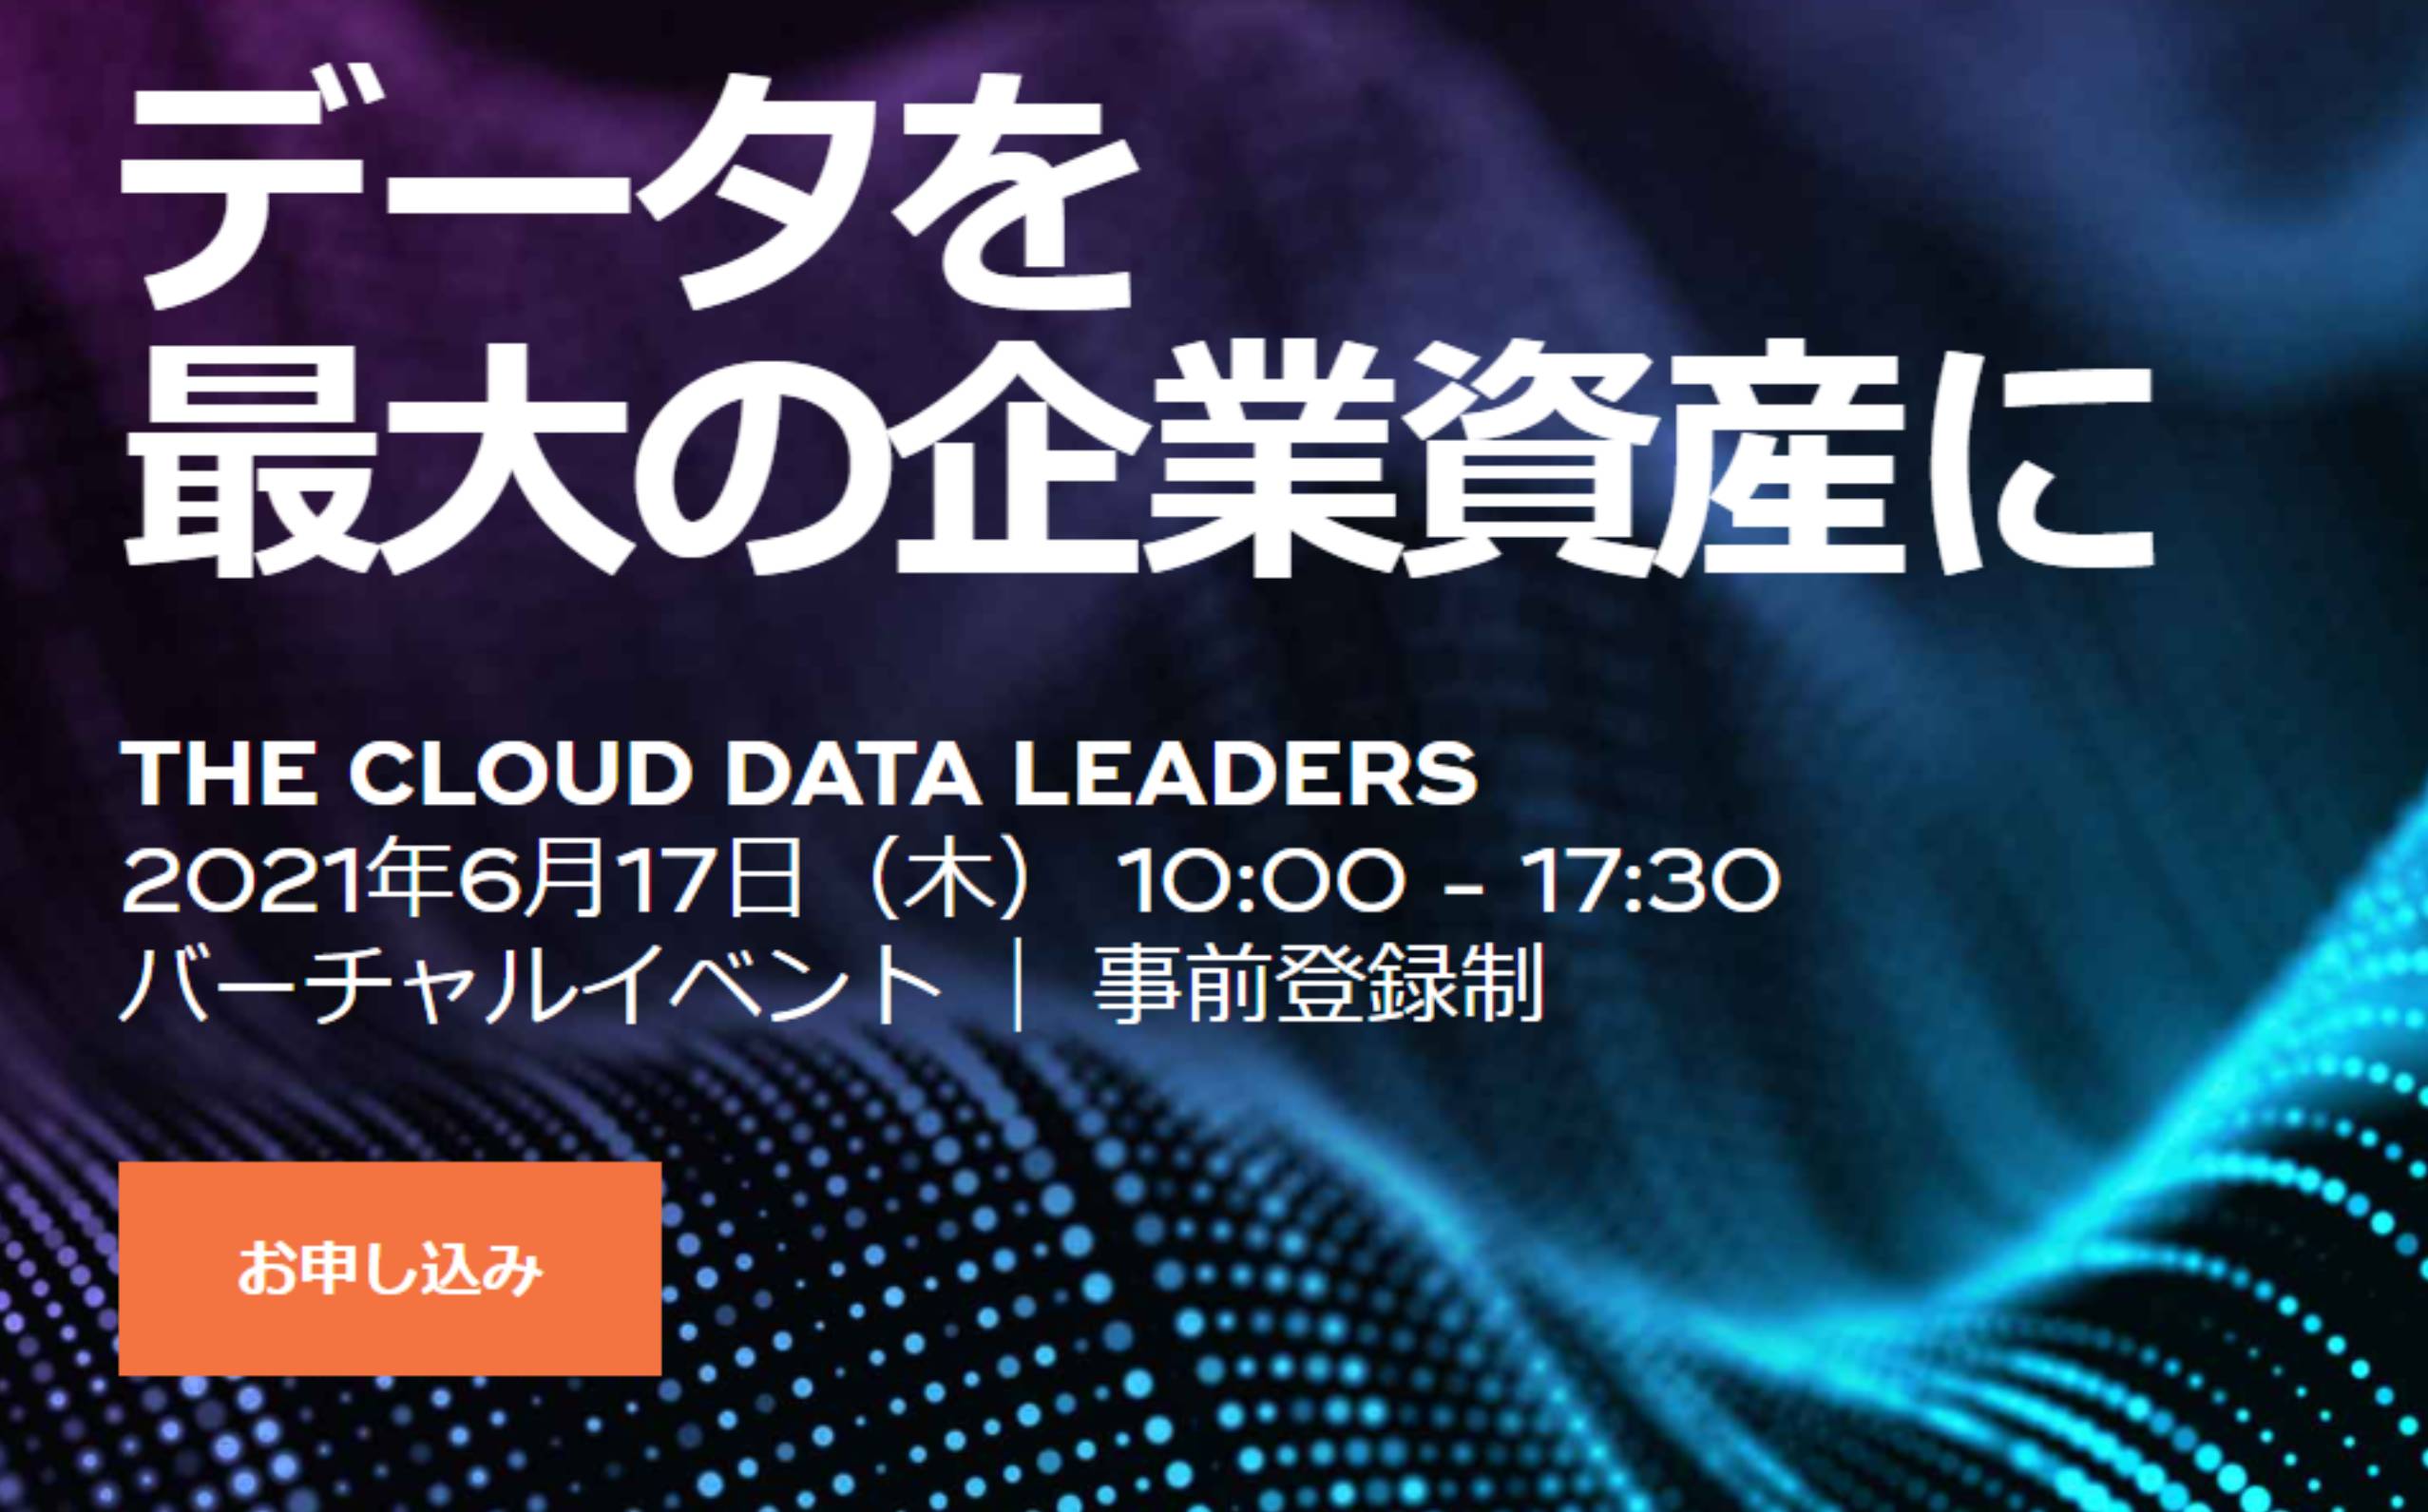 データを
最大の企業資産に
THE CLOUD DATA LEADERS
2021年6月17日（木） 10:00 - 17:30
バーチャルイベント ｜ 事前登録制
お申し込み